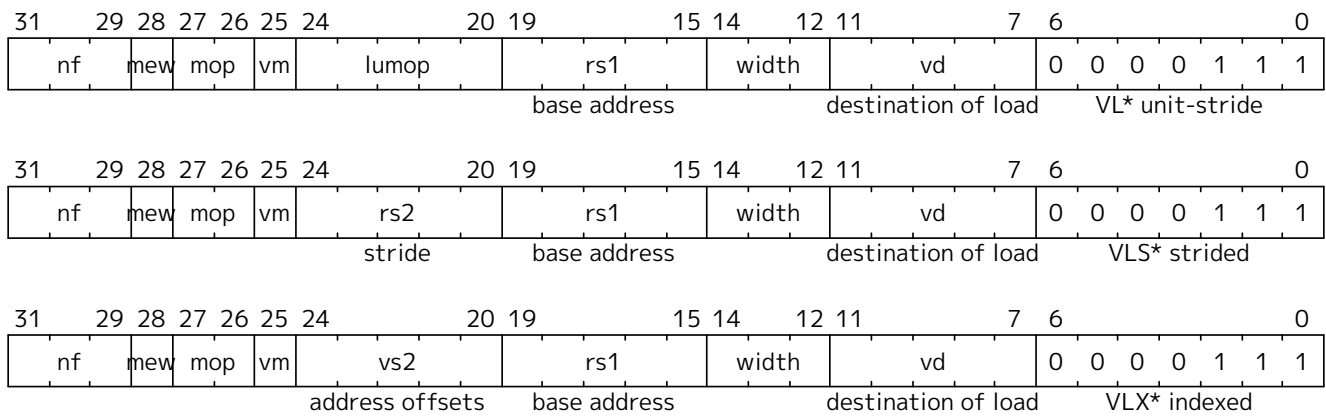 31 29 28 27 26 25 24 20 19 15 14 12 11 7 6 0
nf mew mop vm lumop rs1 width vd 0 0 0 0 1 1 1
base address destination of load VL* unit-stride
31 29 28 27 26 25 24 20 19 15 14 12 11 7 6 0
nf mew mop vm rs2 rs1 width vd 0 0 0 0 1 1 1
stride base address destination of load VLS* strided
31 29 28 27 26 25 24 20 19 15 14 12 11 7 6 0
nf mew mop vm vs2 rs1 width vd 0 0 0 0 1 1 1
address offsets base address destination of load VLX* indexed